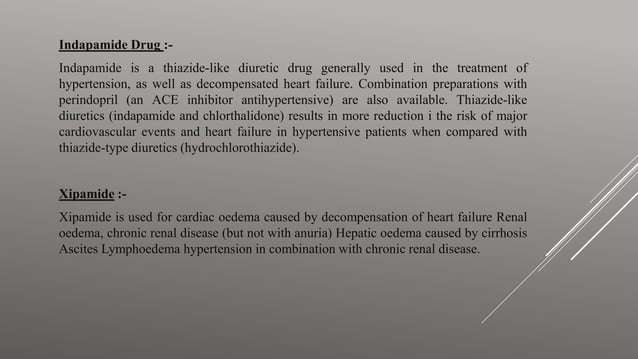 Indapamide Drug :-
Indapamide is a thiazide-like diuretic drug generally used in the treatment of
hypertension, as well as decompensated heart failure. Combination preparations with
perindopril (an ACE inhibitor antihypertensive) are also available. Thiazide-like
diuretics (indapamide and chlorthalidone) results in more reduction i the risk of major
cardiovascular events and heart failure in hypertensive patients when compared with
thiazide-type diuretics (hydrochlorothiazide).
Xipamide :-
Xipamide is used for cardiac oedema caused by decompensation of heart failure Renal
oedema, chronic renal disease (but not with anuria) Hepatic oedema caused by cirrhosis
Ascites Lymphoedema hypertension in combination with chronic renal disease.